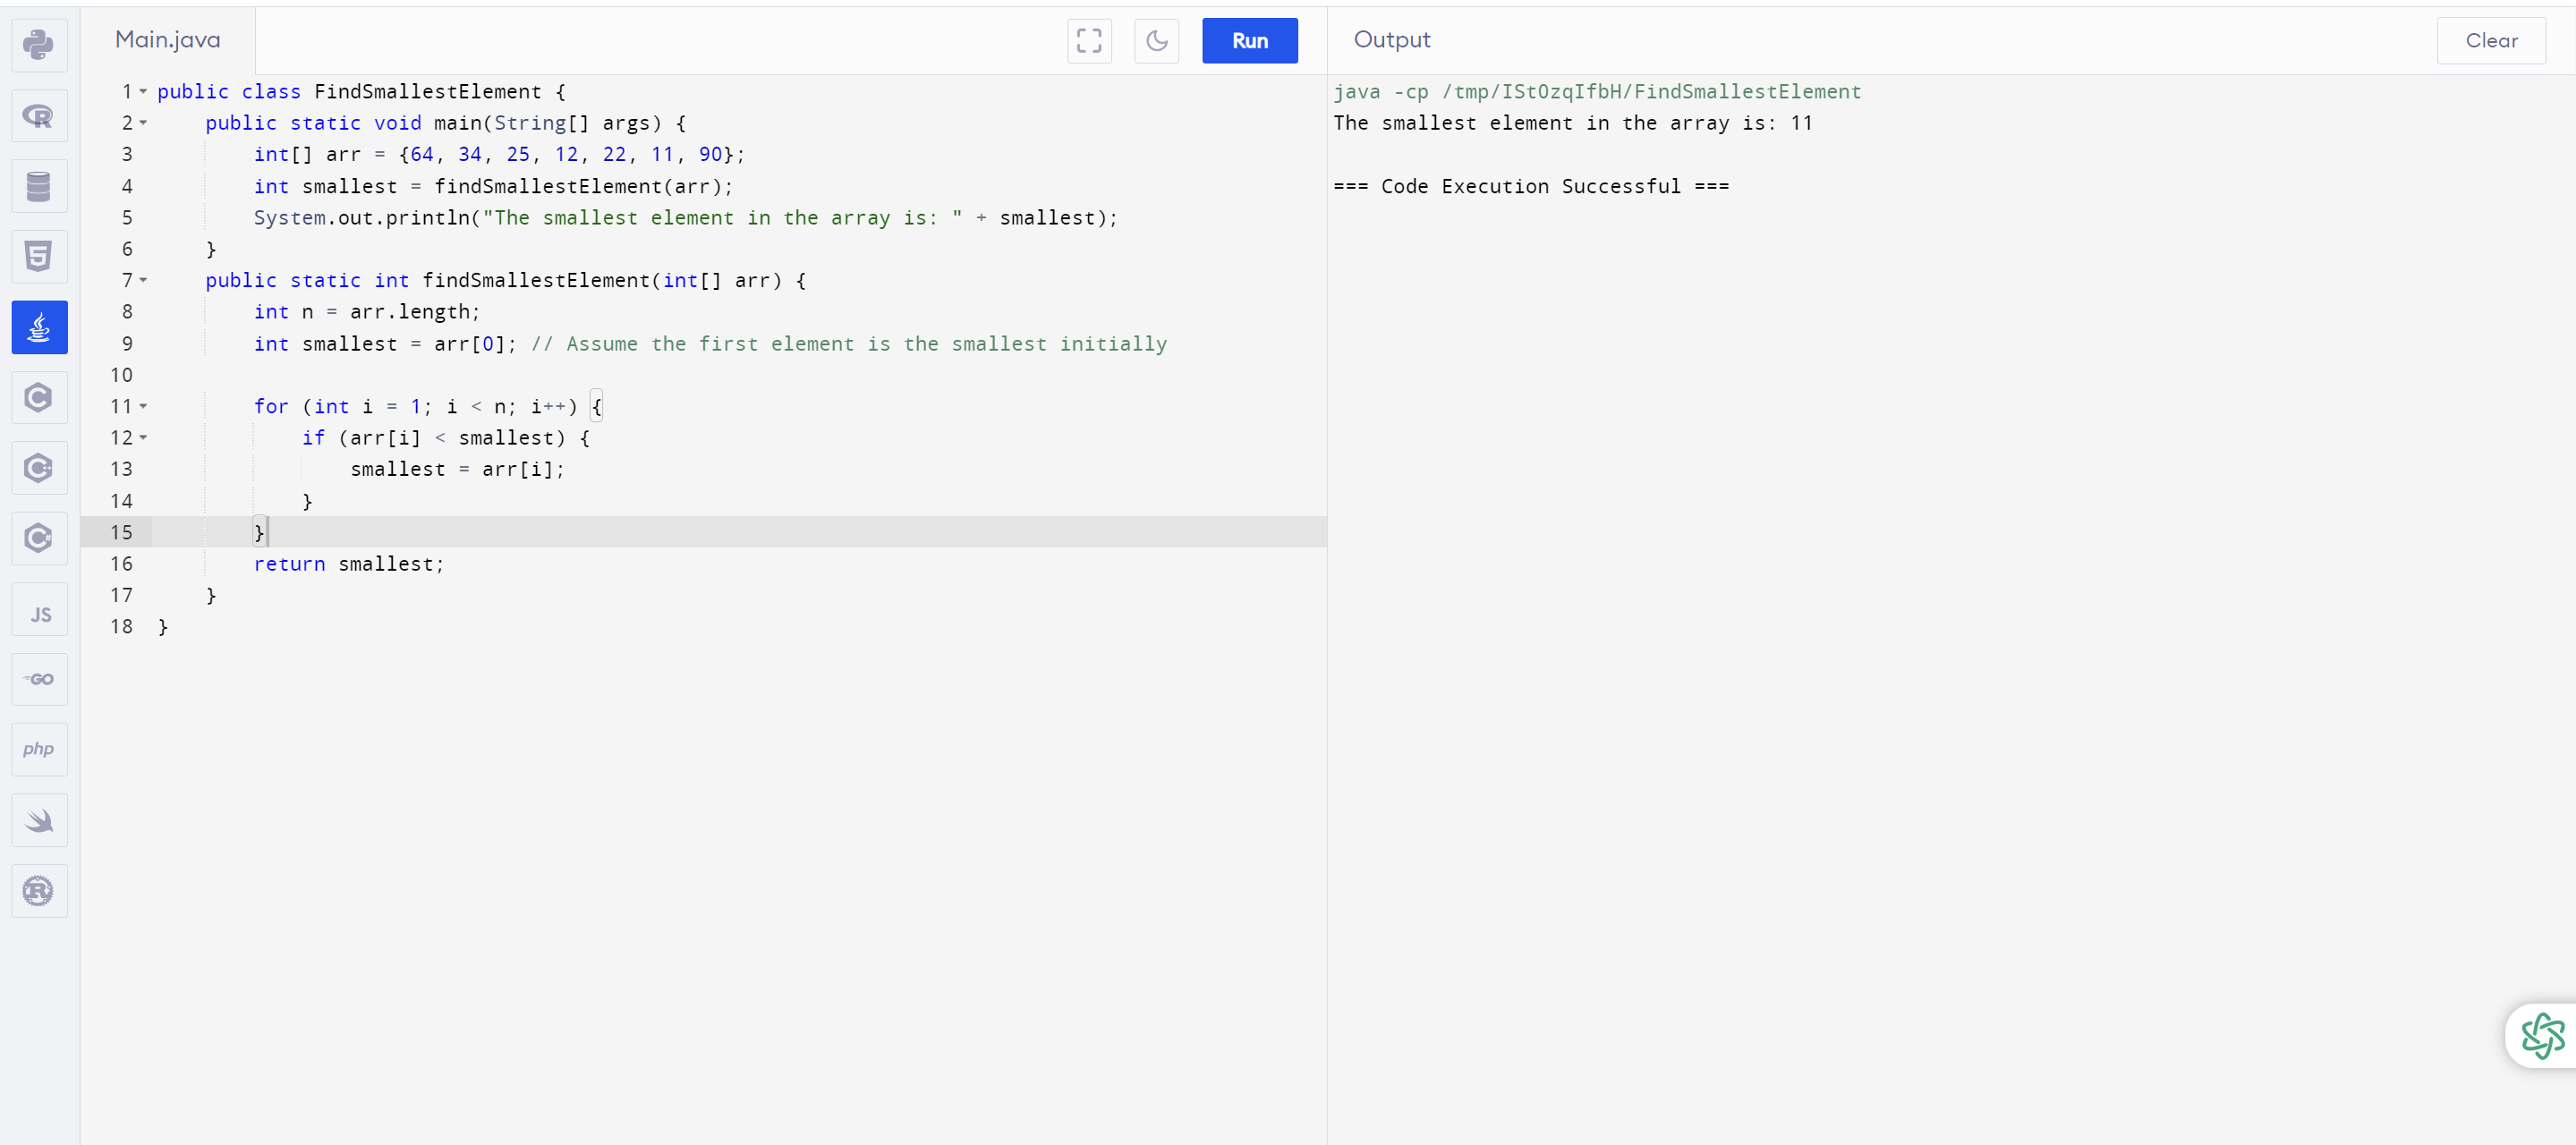 Main.java
Run
Output
Clear
1 public class FindSmallestElement {
2     public static void main(String[] args) {
3         int[] arr = {64, 34, 25, 12, 22, 11, 90};
4         int smallest = findSmallestElement(arr);
5         System.out.println("The smallest element in the array is: " + smallest);
6     }
7     public static int findSmallestElement(int[] arr) {
8         int n = arr.length;
9         int smallest = arr[0]; // Assume the first element is the smallest initially
10
11         for (int i = 1; i < n; i++) {
12             if (arr[i] < smallest) {
13                 smallest = arr[i];
14             }
15         }
16         return smallest;
17     }
18 }
java -cp /tmp/ISt0zqIfbH/FindSmallestElement
The smallest element in the array is: 11
=== Code Execution Successful ===
R
5
C
C++
C#
JS
GO
php
R